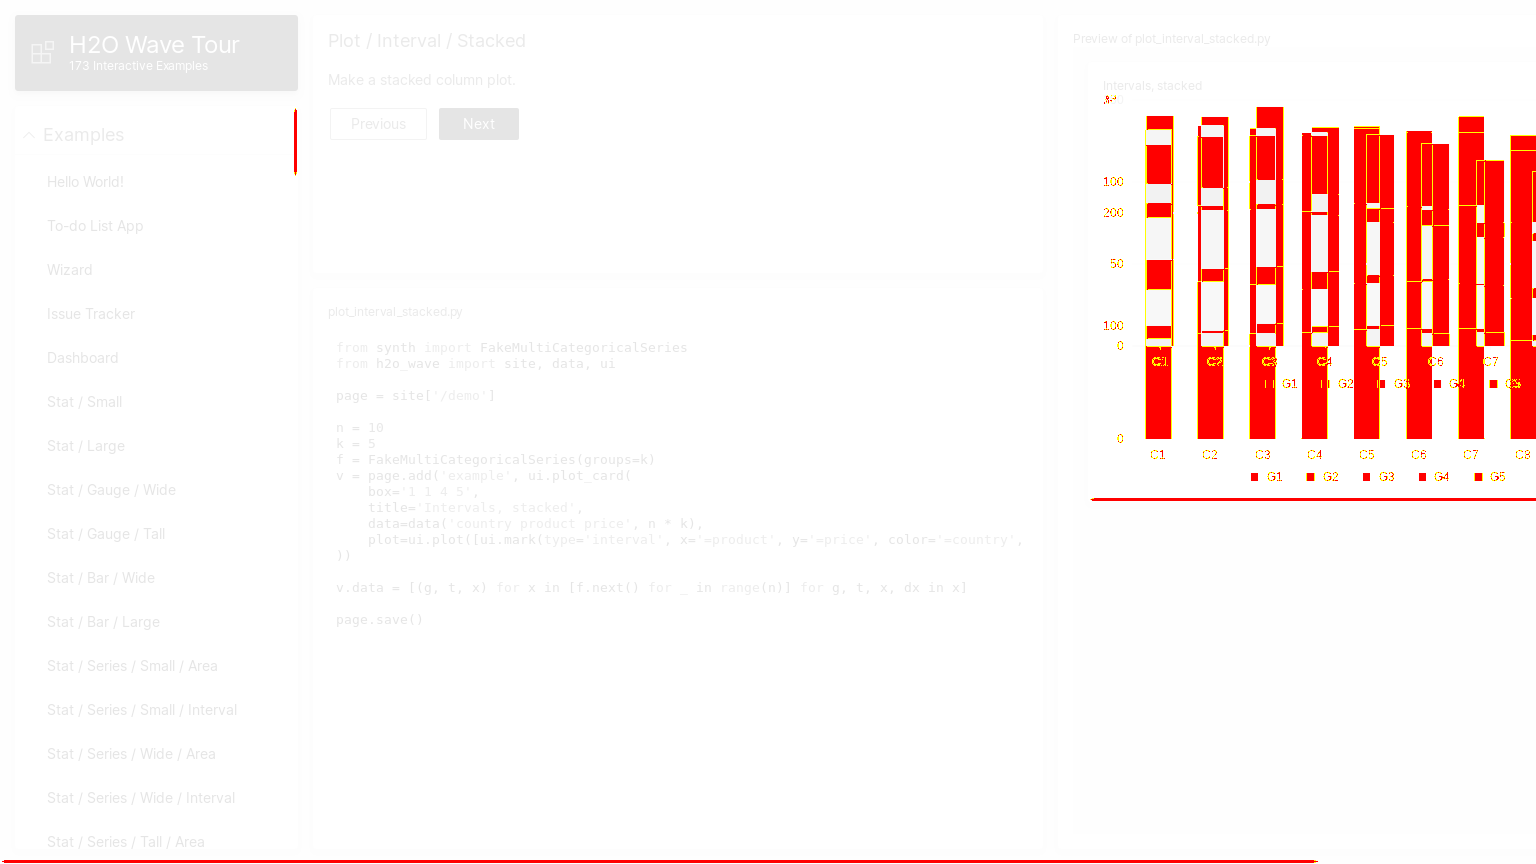 H2O Wave Tour
173 Interactive Examples
Examples
Hello World!
To-do List App
Wizard
Issue Tracker
Dashboard
Stat / Small
Stat / Large
Stat / Gauge / Wide
Stat / Gauge / Tall
Stat / Bar / Wide
Stat / Bar / Large
Stat / Series / Small / Area
Stat / Series / Small / Interval
Stat / Series / Wide / Area
Stat / Series / Wide / Interval
Stat / Series / Tall / Area
Plot / Interval / Stacked
Make a stacked column plot.
Previous
Next
plot_interval_stacked.py
from synth import FakeMultiCategoricalSeries
from h2o_wave import site, data, ui
page = site['/demo']
n = 10
k = 5
f = FakeMultiCategoricalSeries(groups=k)
v = page.add('example', ui.plot_card(
box='1 1 4 5',
title='Intervals, stacked',
data=data('country product price', n * k),
plot=ui.plot([ui.mark(type='interval', x='=product', y='=price', color='=country',
))
v.data = [(g, t, x) for x in [f.next() for _ in range(n)] for g, t, x, dx in x]
page.save()
Preview of plot_interval_stacked.py
Intervals, stacked
100
200
50
100
0
C1 C2 C3 C4 C5 C6 C7
G1 G2 G3 G4
0
C1 C2 C3 C4 C5 C6 C7 C8
G1 G2 G3 G4 G5